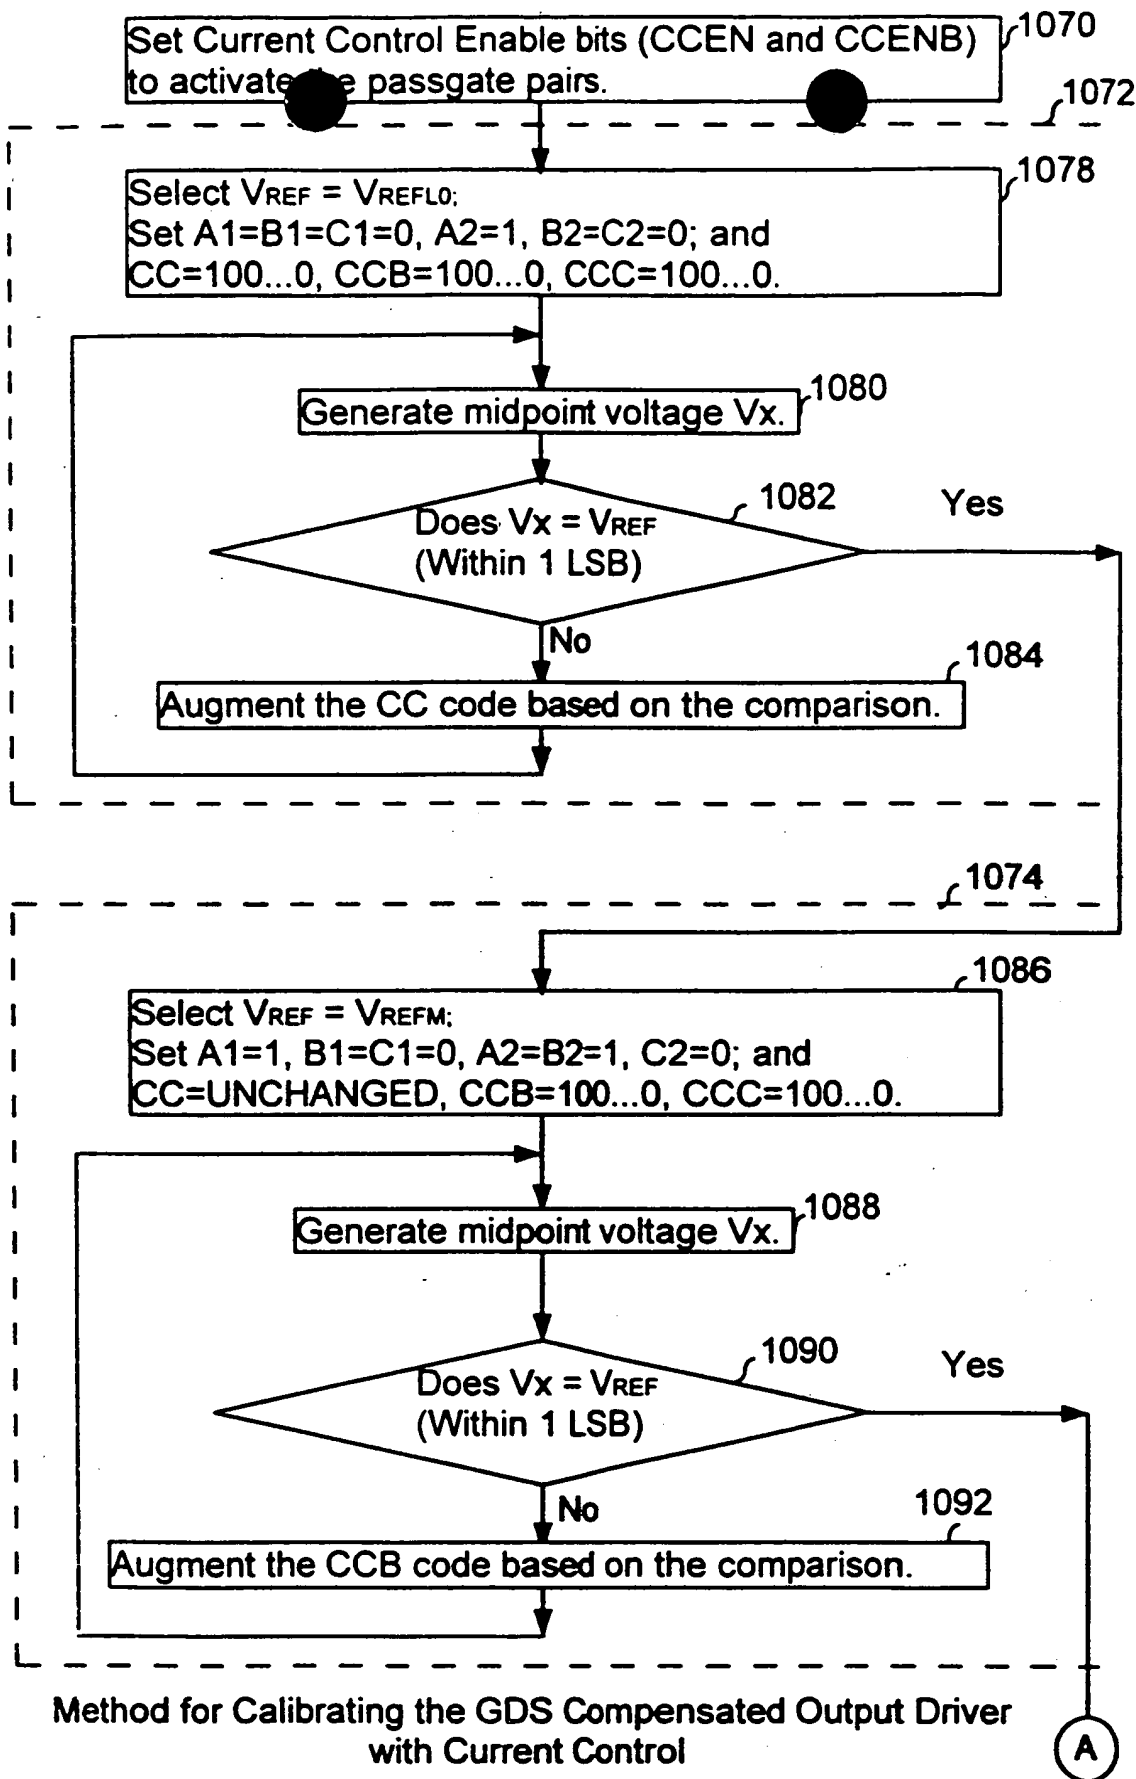 Set Current Control Enable bits (CCEN and CCENB)
to activate passgate pairs.
1070
1072
Select VREF = VREFLO;
Set A1=B1=C1=0, A2=1, B2=C2=0; and
CC=100...0, CCB=100...0, CCC=100...0.
1078
Generate midpoint voltage Vx.
1080
Does Vx = VREF
(Within 1 LSB)
1082
Yes
No
1084
Augment the CC code based on the comparison.
1074
1086
Select VREF = VREFM;
Set A1=1, B1=C1=0, A2=B2=1, C2=0; and
CC=UNCHANGED, CCB=100...0, CCC=100...0.
Generate midpoint voltage Vx.
1088
Does Vx = VREF
(Within 1 LSB)
1090
Yes
No
1092
Augment the CCB code based on the comparison.
Method for Calibrating the GDS Compensated Output Driver
with Current Control
A